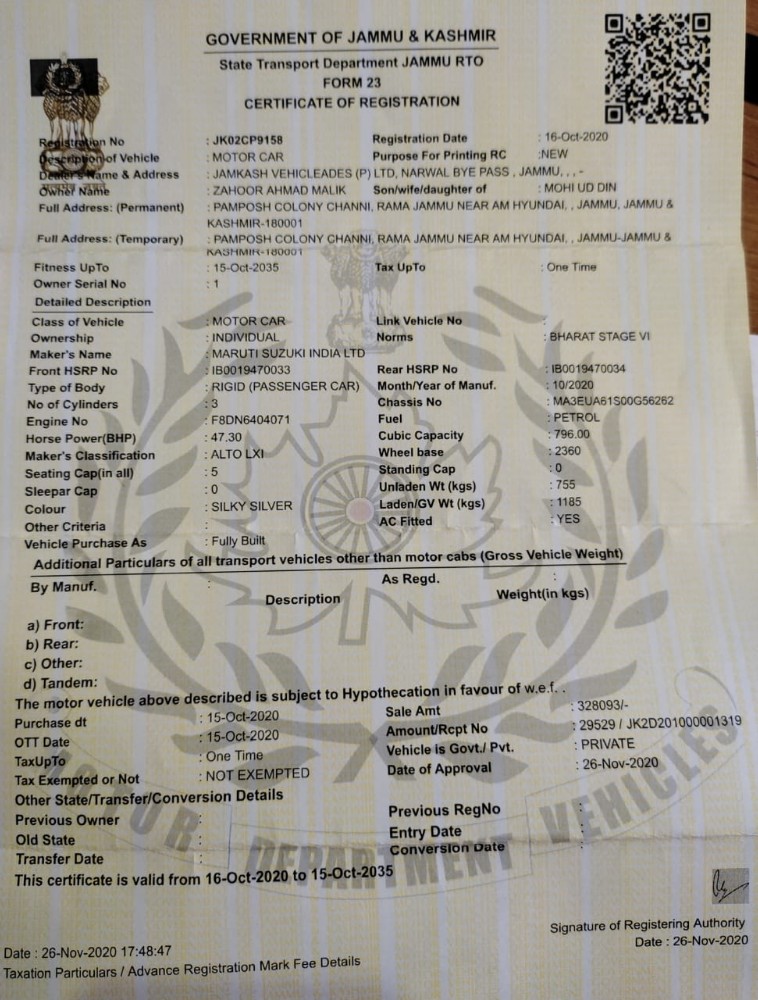 GOVERNMENT OF JAMMU & KASHMIR
State Transport Department JAMMU RTO
FORM 23
CERTIFICATE OF REGISTRATION
Registration No : JK02CP9158 Registration Date : 16-Oct-2020
Description of Vehicle : MOTOR CAR Purpose For Printing RC :NEW
Dealer's Name & Address : JAMKASH VEHICLEADES (P) LTD, NARWAL BYE PASS , JAMMU, , , -
Owner Name : ZAHOOR AHMAD MALIK Son/wife/daughter of : MOHI UD DIN
Full Address: (Permanent) : PAMPOSH COLONY CHANNI, RAMA JAMMU NEAR AM HYUNDAI, , JAMMU, JAMMU &
KASHMIR-180001
Full Address: (Temporary) : PAMPOSH COLONY CHANNI, RAMA JAMMU NEAR AM HYUNDAI, , JAMMU-JAMMU &
KASHMIR-180001
Fitness UpTo : 15-Oct-2035 Tax UpTo : One Time
Owner Serial No : 1
Detailed Description
Class of Vehicle : MOTOR CAR Link Vehicle No :
Ownership : INDIVIDUAL Norms : BHARAT STAGE VI
Maker's Name : MARUTI SUZUKI INDIA LTD
Front HSRP No : IB0019470033 Rear HSRP No : IB0019470034
Type of Body : RIGID (PASSENGER CAR) Month/Year of Manuf. : 10/2020
No of Cylinders : 3 Chassis No : MA3EUA61S00G56262
Engine No : F8DN6404071 Fuel : PETROL
Horse Power(BHP) : 47.30 Cubic Capacity : 796.00
Maker's Classification : ALTO LXI Wheel base : 2360
Seating Cap(in all) : 5 Standing Cap : 0
Sleepar Cap : 0 Unladen Wt (kgs) : 755
Colour : SILKY SILVER Laden/GV Wt (kgs) : 1185
Other Criteria : AC Fitted : YES
Vehicle Purchase As : Fully Built
Additional Particulars of all transport vehicles other than motor cabs (Gross Vehicle Weight)
By Manuf. : As Regd. :
Description Weight(in kgs)
a) Front:
b) Rear:
c) Other:
d) Tandem:
The motor vehicle above described is subject to Hypothecation in favour of w.e.f. .
Purchase dt : 15-Oct-2020 Sale Amt : 328093/-
OTT Date : 15-Oct-2020 Amount/Rcpt No : 29529 / JK2D201000001319
TaxUpTo : One Time Vehicle is Govt./ Pvt. : PRIVATE
Tax Exempted or Not : NOT EXEMPTED Date of Approval : 26-Nov-2020
Other State/Transfer/Conversion Details
Previous Owner : Previous RegNo :
Old State : Entry Date :
Transfer Date : Conversion Date :
This certificate is valid from 16-Oct-2020 to 15-Oct-2035
MOTOR VEHICLES DEPARTMENT
Signature of Registering Authority
Date : 26-Nov-2020 17:48:47 Date : 26-Nov-2020
Taxation Particulars / Advance Registration Mark Fee Details